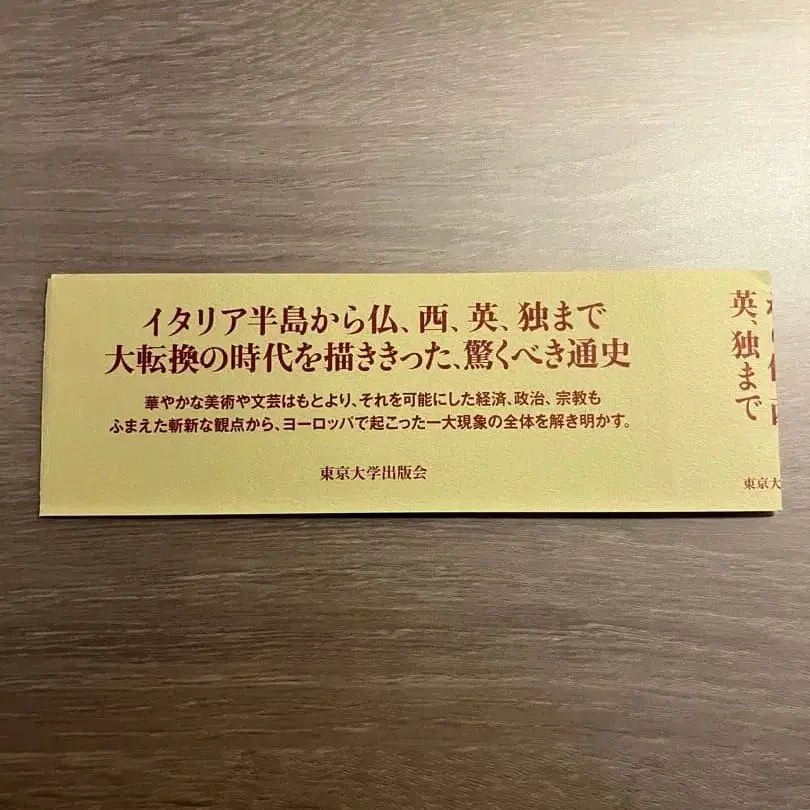 イタリア半島から仏、西、英、独まで
大転換の時代を描ききった、驚くべき通史
華やかな美術や文芸はもとより、それを可能にした経済、政治、宗教も
ふまえた斬新な観点から、ヨーロッパで起こった一大現象の全体を解き明かす。
東京大学出版会
英、独まで
東京大